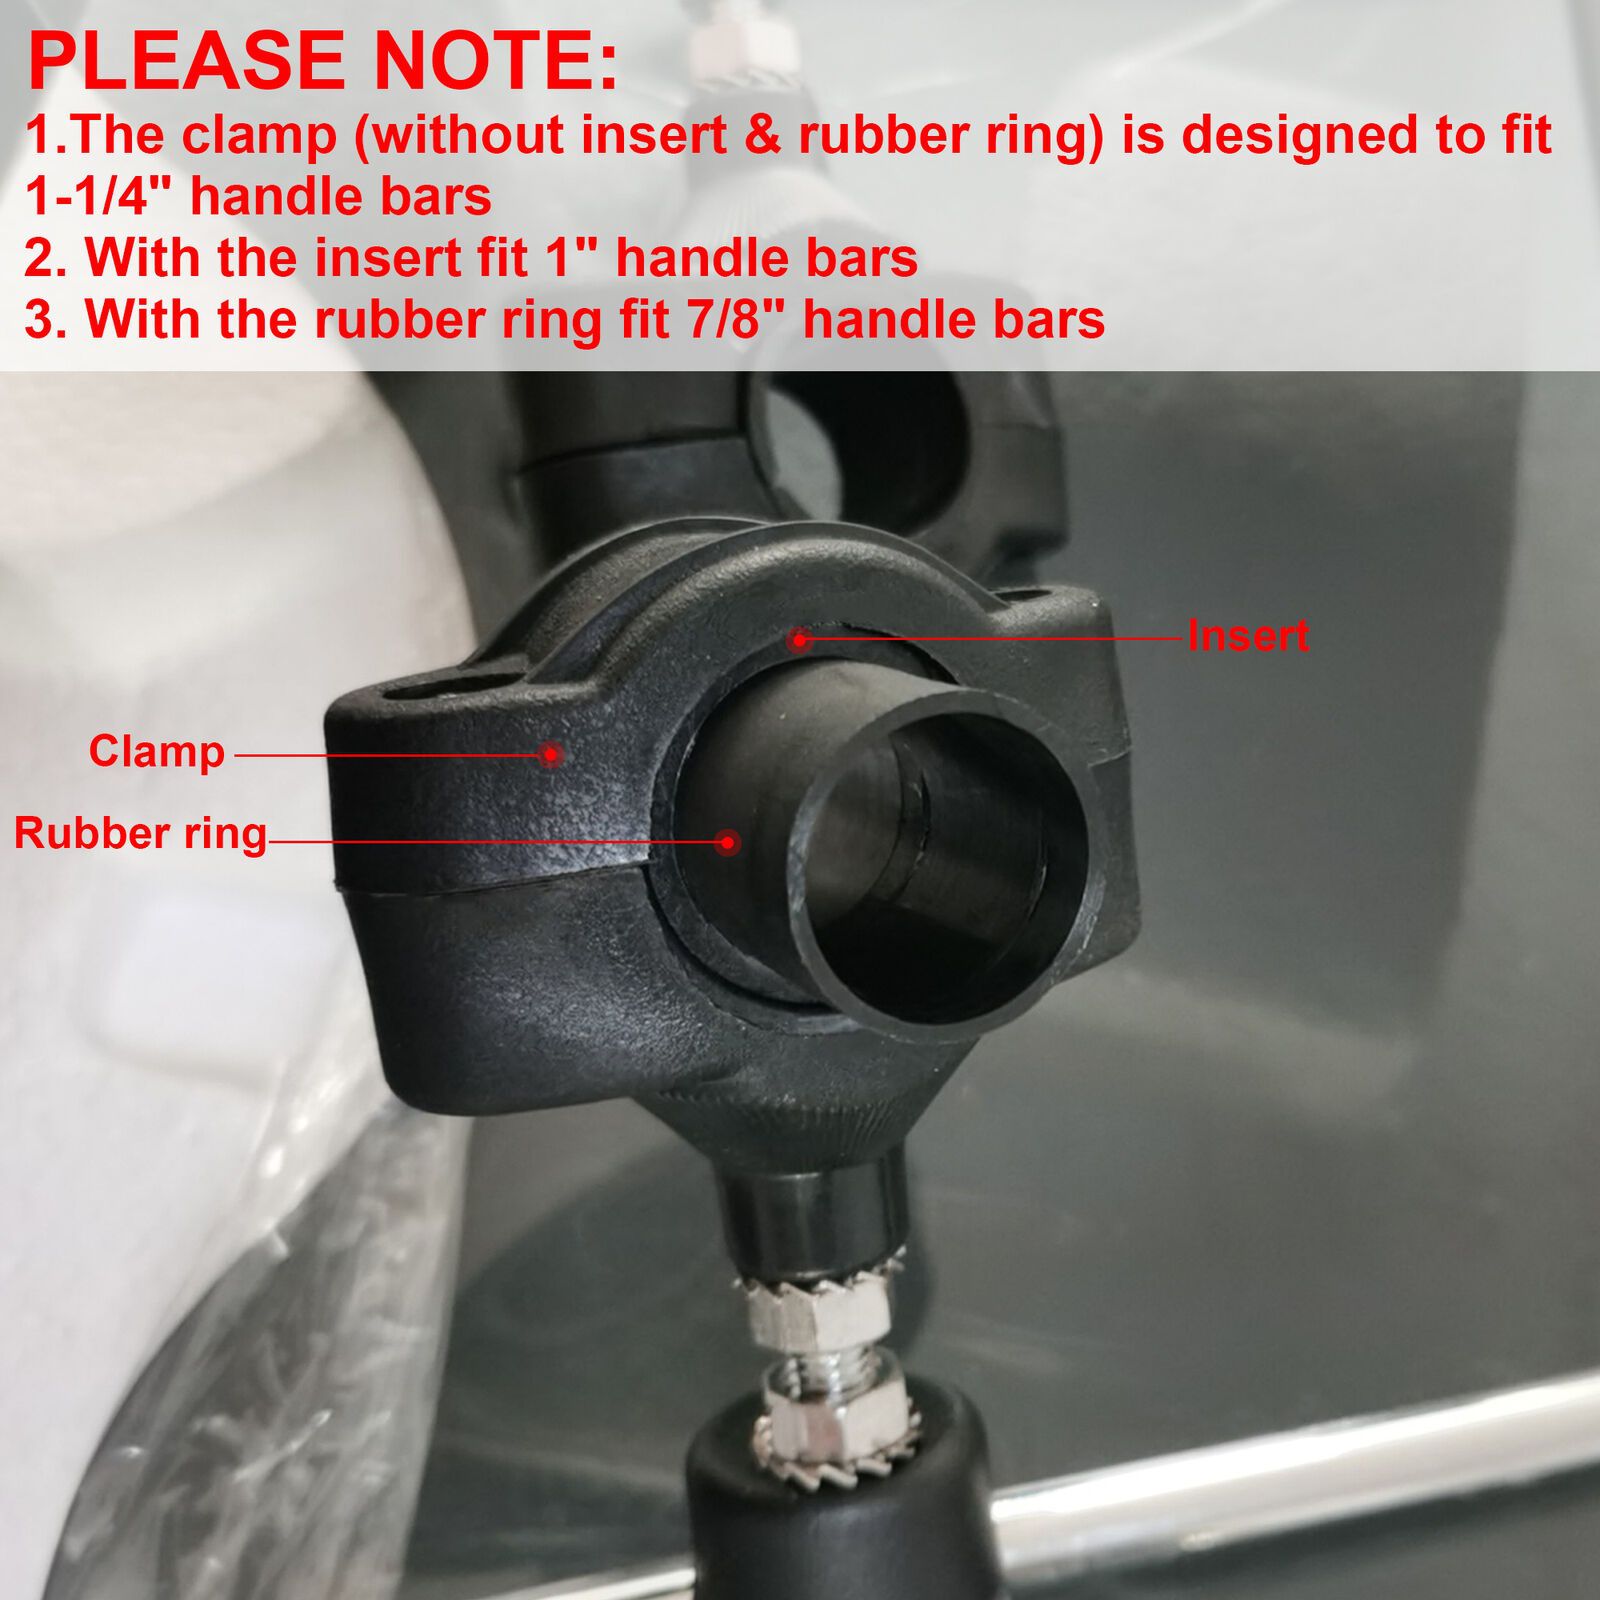 PLEASE NOTE:
1.The clamp (without insert & rubber ring) is designed to fit
1-1/4" handle bars
2. With the insert fit 1" handle bars
3. With the rubber ring fit 7/8" handle bars
Insert
Clamp
Rubber ring